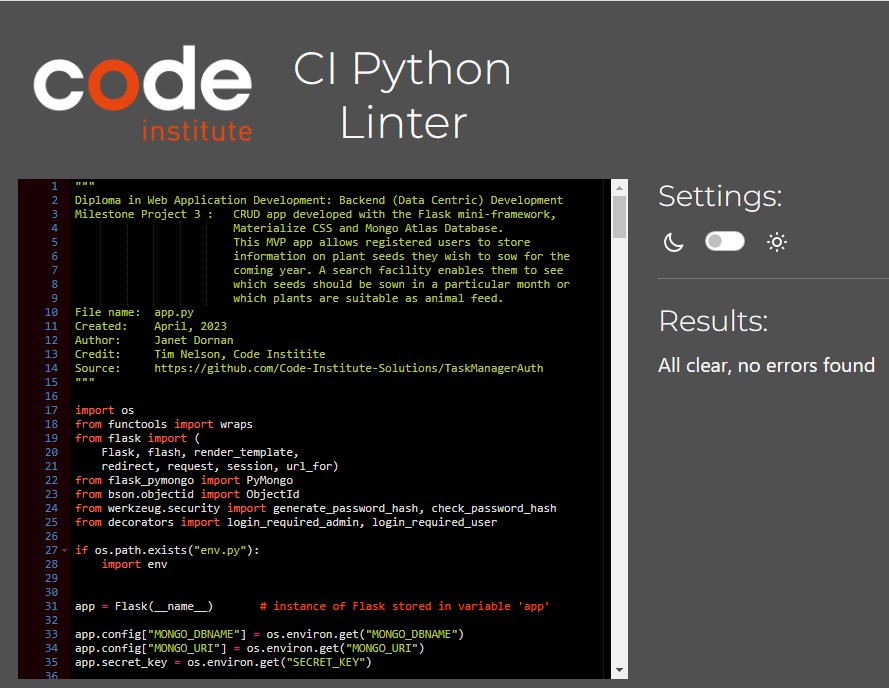 code
institute
CI Python
Linter
1 """
2 Diploma in Web Application Development: Backend (Data Centric) Development
3 Milestone Project 3 :   CRUD app developed with the Flask mini-framework,
4                         Materialize CSS and Mongo Atlas Database.
5                         This MVP app allows registered users to store
6                         information on plant seeds they wish to sow for the
7                         coming year. A search facility enables them to see
8                         which seeds should be sown in a particular month or
9                         which plants are suitable as animal feed.
10 File name:  app.py
11 Created:    April, 2023
12 Author:     Janet Dornan
13 Credit:     Tim Nelson, Code Institite
14 Source:     https://github.com/Code-Institute-Solutions/TaskManagerAuth
15 """
16
17 import os
18 from functools import wraps
19 from flask import (
20     Flask, flash, render_template,
21     redirect, request, session, url_for)
22 from flask_pymongo import PyMongo
23 from bson.objectid import ObjectId
24 from werkzeug.security import generate_password_hash, check_password_hash
25 from decorators import login_required_admin, login_required_user
26
27 if os.path.exists("env.py"):
28     import env
29
30
31 app = Flask(__name__)       # instance of Flask stored in variable 'app'
32
33 app.config["MONGO_DBNAME"] = os.environ.get("MONGO_DBNAME")
34 app.config["MONGO_URI"] = os.environ.get("MONGO_URI")
35 app.secret_key = os.environ.get("SECRET_KEY")
36
Settings:
Results:
All clear, no errors found